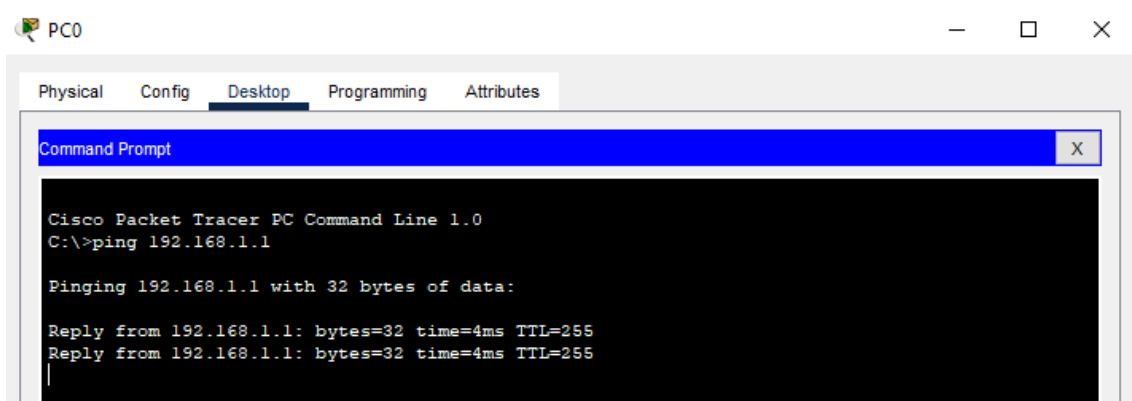 PC0
Physical Config Desktop Programming Attributes
Command Prompt
X
Cisco Packet Tracer PC Command Line 1.0
C:\>ping 192.168.1.1
Pinging 192.168.1.1 with 32 bytes of data:
Reply from 192.168.1.1: bytes=32 time=4ms TTL=255
Reply from 192.168.1.1: bytes=32 time=4ms TTL=255